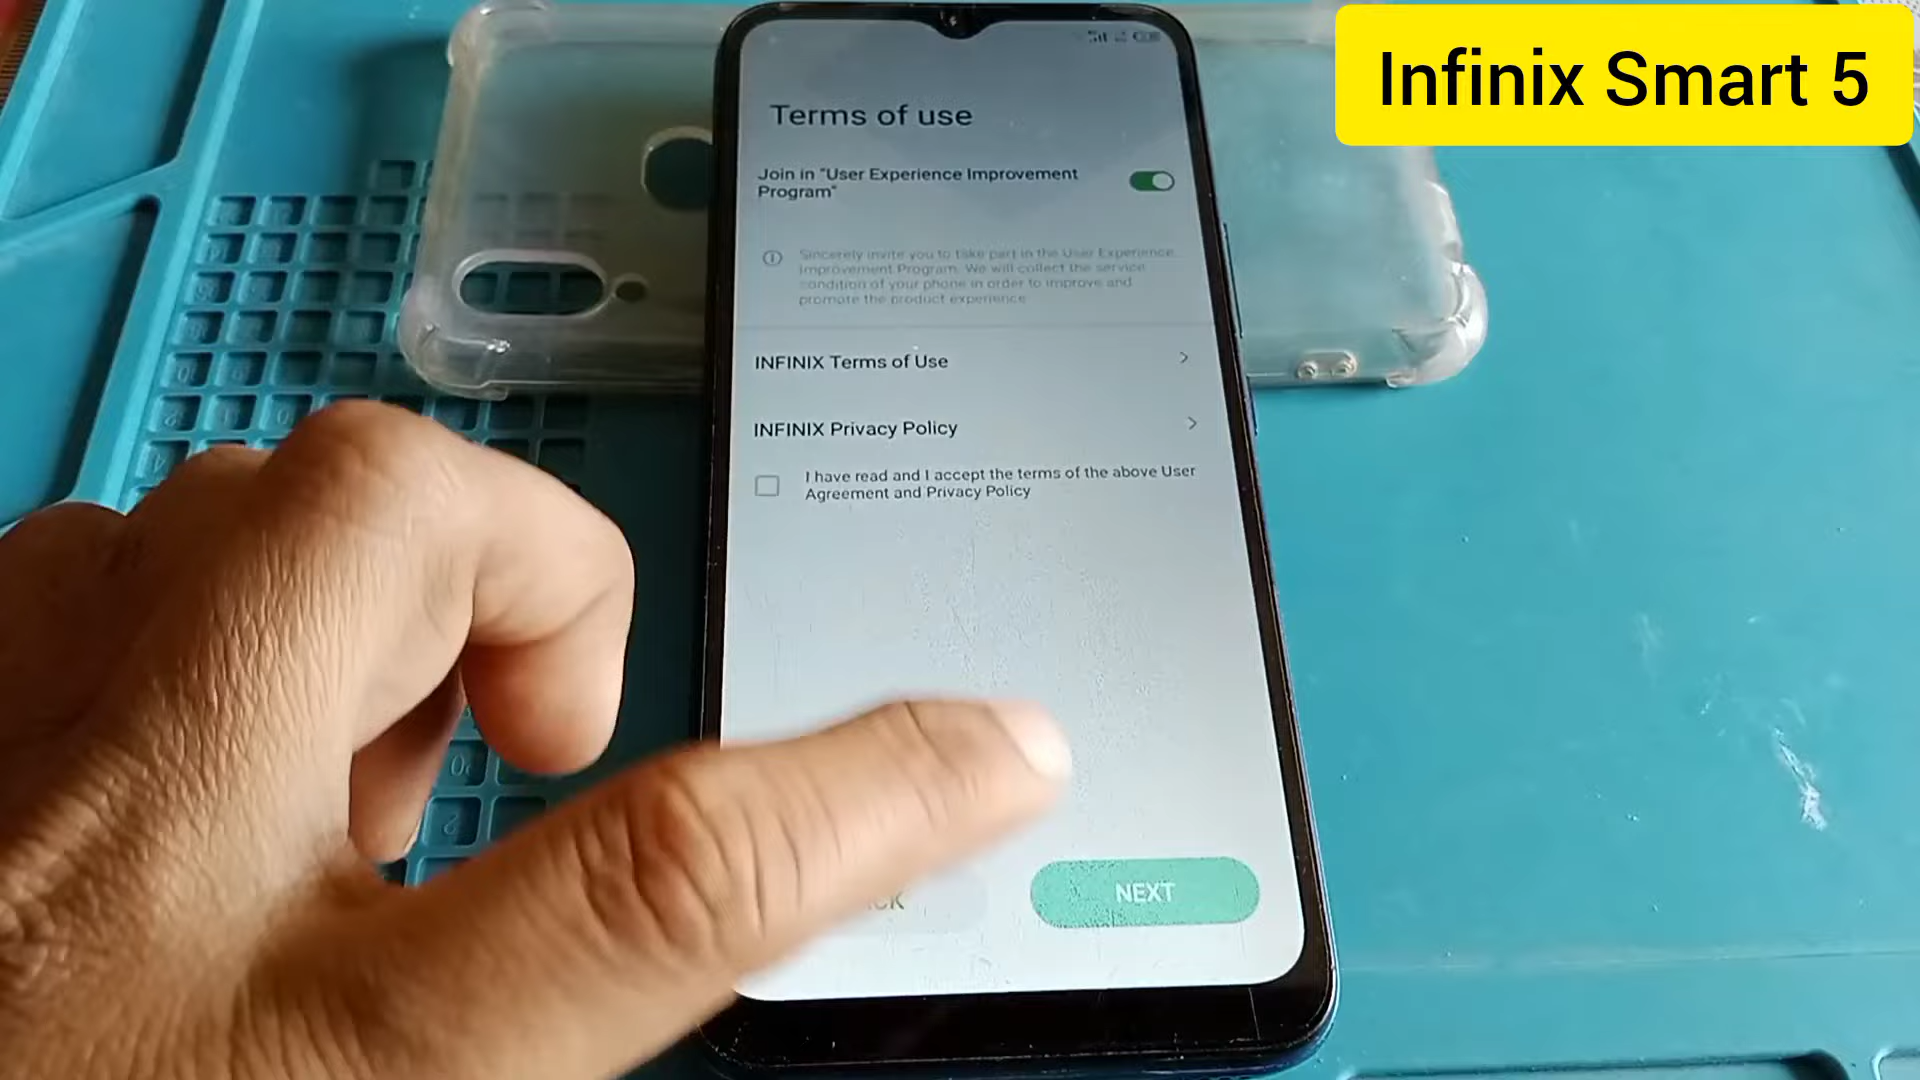 Infinix Smart 5
Terms of use
Join in "User Experience Improvement
Program"
Sincerely invite you to take part in the User Experience
Improvement Program. We will collect the service
condition of your phone in order to improve and
promote the product experience
INFINIX Terms of Use
INFINIX Privacy Policy
I have read and I accept the terms of the above User
Agreement and Privacy Policy
NEXT